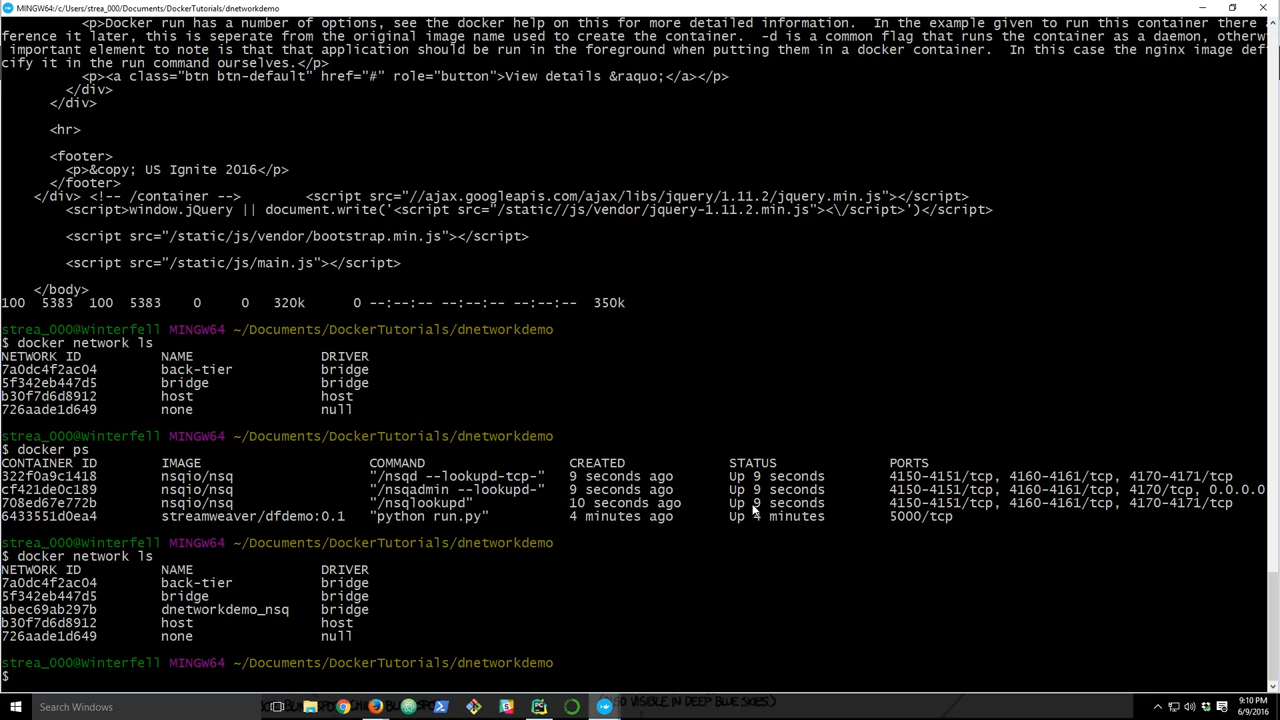 MINGW64:/c/Users/strea_000/Documents/DockerTutorials/dnetworkdemo
<p>Docker run has a number of options, see the docker help on this for more detailed information.  In the example given to run this container there
ference it later, this is seperate from the original image name used to create the container.  -d is a common flag that runs the container as a daemon, otherw
important element to note is that that application should be run in the foreground when putting them in a docker container.  In this case the nginx image def
cify it in the run command ourselves.</p>
<p><a class="btn btn-default" href="#" role="button">View details &raquo;</a></p>
</div>
</div>
<hr>
<footer>
<p>&copy; US Ignite 2016</p>
</footer>
</div> <!-- /container -->        <script src="//ajax.googleapis.com/ajax/libs/jquery/1.11.2/jquery.min.js"></script>
<script>window.jQuery || document.write('<script src="/static//js/vendor/jquery-1.11.2.min.js"><\/script>')</script>
<script src="/static/js/vendor/bootstrap.min.js"></script>
<script src="/static/js/main.js"></script>
</body>
100  5383  100  5383    0     0   320k      0 --:--:-- --:--:-- --:--:--  350k
strea_000@Winterfell MINGW64 ~/Documents/DockerTutorials/dnetworkdemo
$ docker network ls
NETWORK ID          NAME                DRIVER
7a0dc4f2ac04        back-tier           bridge
5f342eb447d5        bridge              bridge
b30f7d6d8912        host                host
726aade1d649        none                null
strea_000@Winterfell MINGW64 ~/Documents/DockerTutorials/dnetworkdemo
$ docker ps
CONTAINER ID        IMAGE                     COMMAND                  CREATED             STATUS              PORTS
322f0a9c1418        nsqio/nsq                 "/nsqd --lookupd-tcp-"   9 seconds ago       Up 9 seconds        4150-4151/tcp, 4160-4161/tcp, 4170-4171/tcp
cf421de0c189        nsqio/nsq                 "/nsqadmin --lookupd-"   9 seconds ago       Up 9 seconds        4150-4151/tcp, 4160-4161/tcp, 4170/tcp, 0.0.0.0
708ed67e772b        nsqio/nsq                 "/nsqlookupd"            10 seconds ago      Up 9 seconds        4150-4151/tcp, 4160-4161/tcp, 4170-4171/tcp
6433551d0ea4        streamweaver/dfdemo:0.1   "python run.py"          4 minutes ago       Up 4 minutes        5000/tcp
strea_000@Winterfell MINGW64 ~/Documents/DockerTutorials/dnetworkdemo
$ docker network ls
NETWORK ID          NAME                DRIVER
7a0dc4f2ac04        back-tier           bridge
5f342eb447d5        bridge              bridge
abec69ab297b        dnetworkdemo_nsq    bridge
b30f7d6d8912        host                host
726aade1d649        none                null
strea_000@Winterfell MINGW64 ~/Documents/DockerTutorials/dnetworkdemo
$
Search Windows
VISIBLE IN DEEP BLUE SKIES.)
9:10 PM
6/9/2016